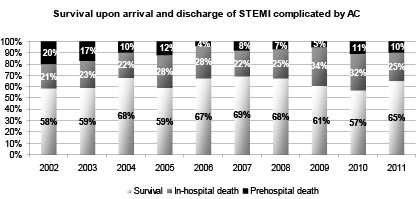 Survival upon arrival and discharge of STEMI complicated by AC
100%
90%
80%
70%
60%
50%
40%
30%
20%
10%
0%
20% 17% 10% 12% 4% 8% 7% 5% 11% 10%
21% 23% 22% 28% 28% 22% 25% 34% 32% 25%
58% 59% 68% 59% 67% 69% 68% 61% 57% 65%
2002 2003 2004 2005 2006 2007 2008 2009 2010 2011
Survival In-hospital death Prehospital death